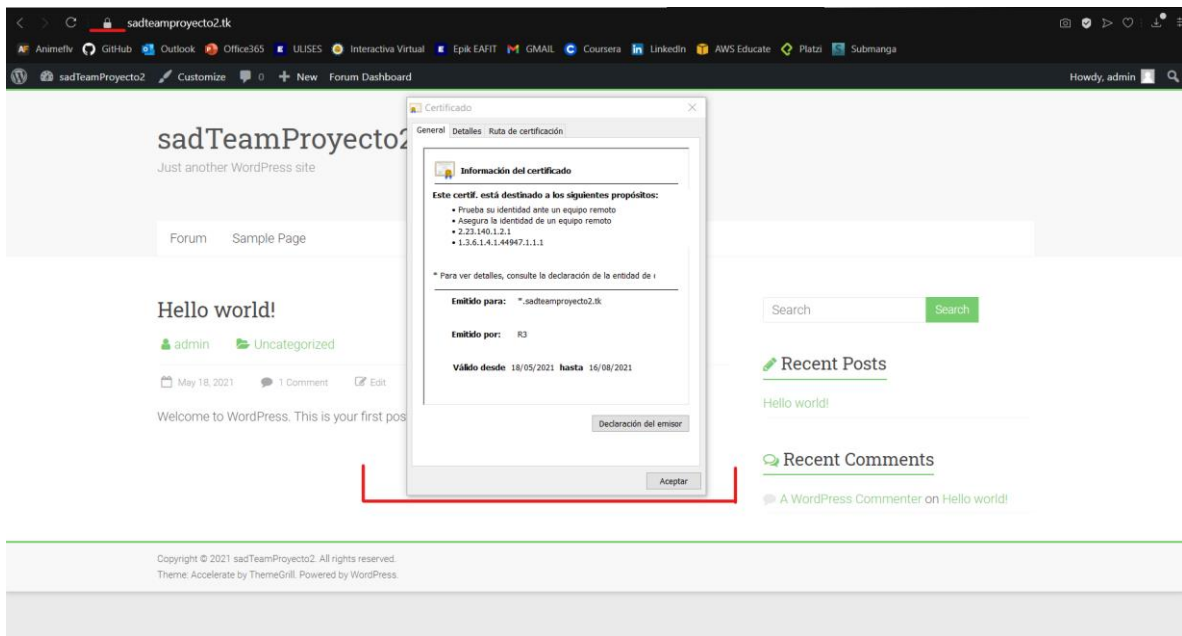 sadteamproyecto2.tk
Animeflv GitHub Outlook Office365 ULISES Interactiva Virtual Epik EAFIT GMAIL Coursera LinkedIn AWS Educate Platzi Submanga
sadTeamProyecto2 Customize 0 New Forum Dashboard Howdy, admin
Certificado
General Detalles Ruta de certificación
Información del certificado
Este certif. está destinado a los siguientes propósitos:
• Prueba su identidad ante un equipo remoto
• Asegura la identidad de un equipo remoto
• 2.23.140.1.2.1
• 1.3.6.1.4.1.44947.1.1.1
* Para ver detalles, consulte la declaración de la entidad de
Emitido para: *.sadteamproyecto2.tk
Emitido por: R3
Válido desde 18/05/2021 hasta 16/08/2021
Declaración del emisor
Aceptar
sadTeamProyecto2
Just another WordPress site
Forum Sample Page
Hello world!
admin Uncategorized
May 18, 2021 1 Comment Edit
Welcome to WordPress. This is your first pos
Search Search
Recent Posts
Hello world!
Recent Comments
A WordPress Commenter on Hello world!
Copyright © 2021 sadTeamProyecto2. All rights reserved.
Theme: Accelerate by ThemeGrill. Powered by WordPress.